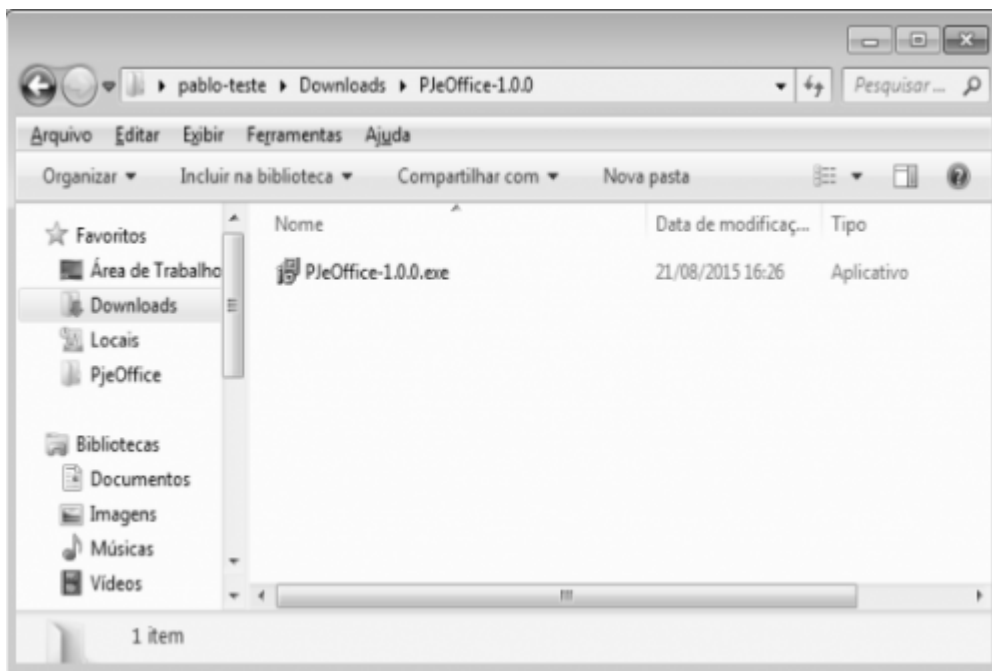 pablo-teste ▸ Downloads ▸ PJeOffice-1.0.0 Pesquisar ...
Arquivo Editar Exibir Ferramentas Ajuda
Organizar Incluir na biblioteca Compartilhar com Nova pasta
Favoritos
Área de Trabalho
Downloads
Locais
PjeOffice
Bibliotecas
Documentos
Imagens
Músicas
Vídeos
Nome Data de modificaç... Tipo
PJeOffice-1.0.0.exe 21/08/2015 16:26 Aplicativo
1 item